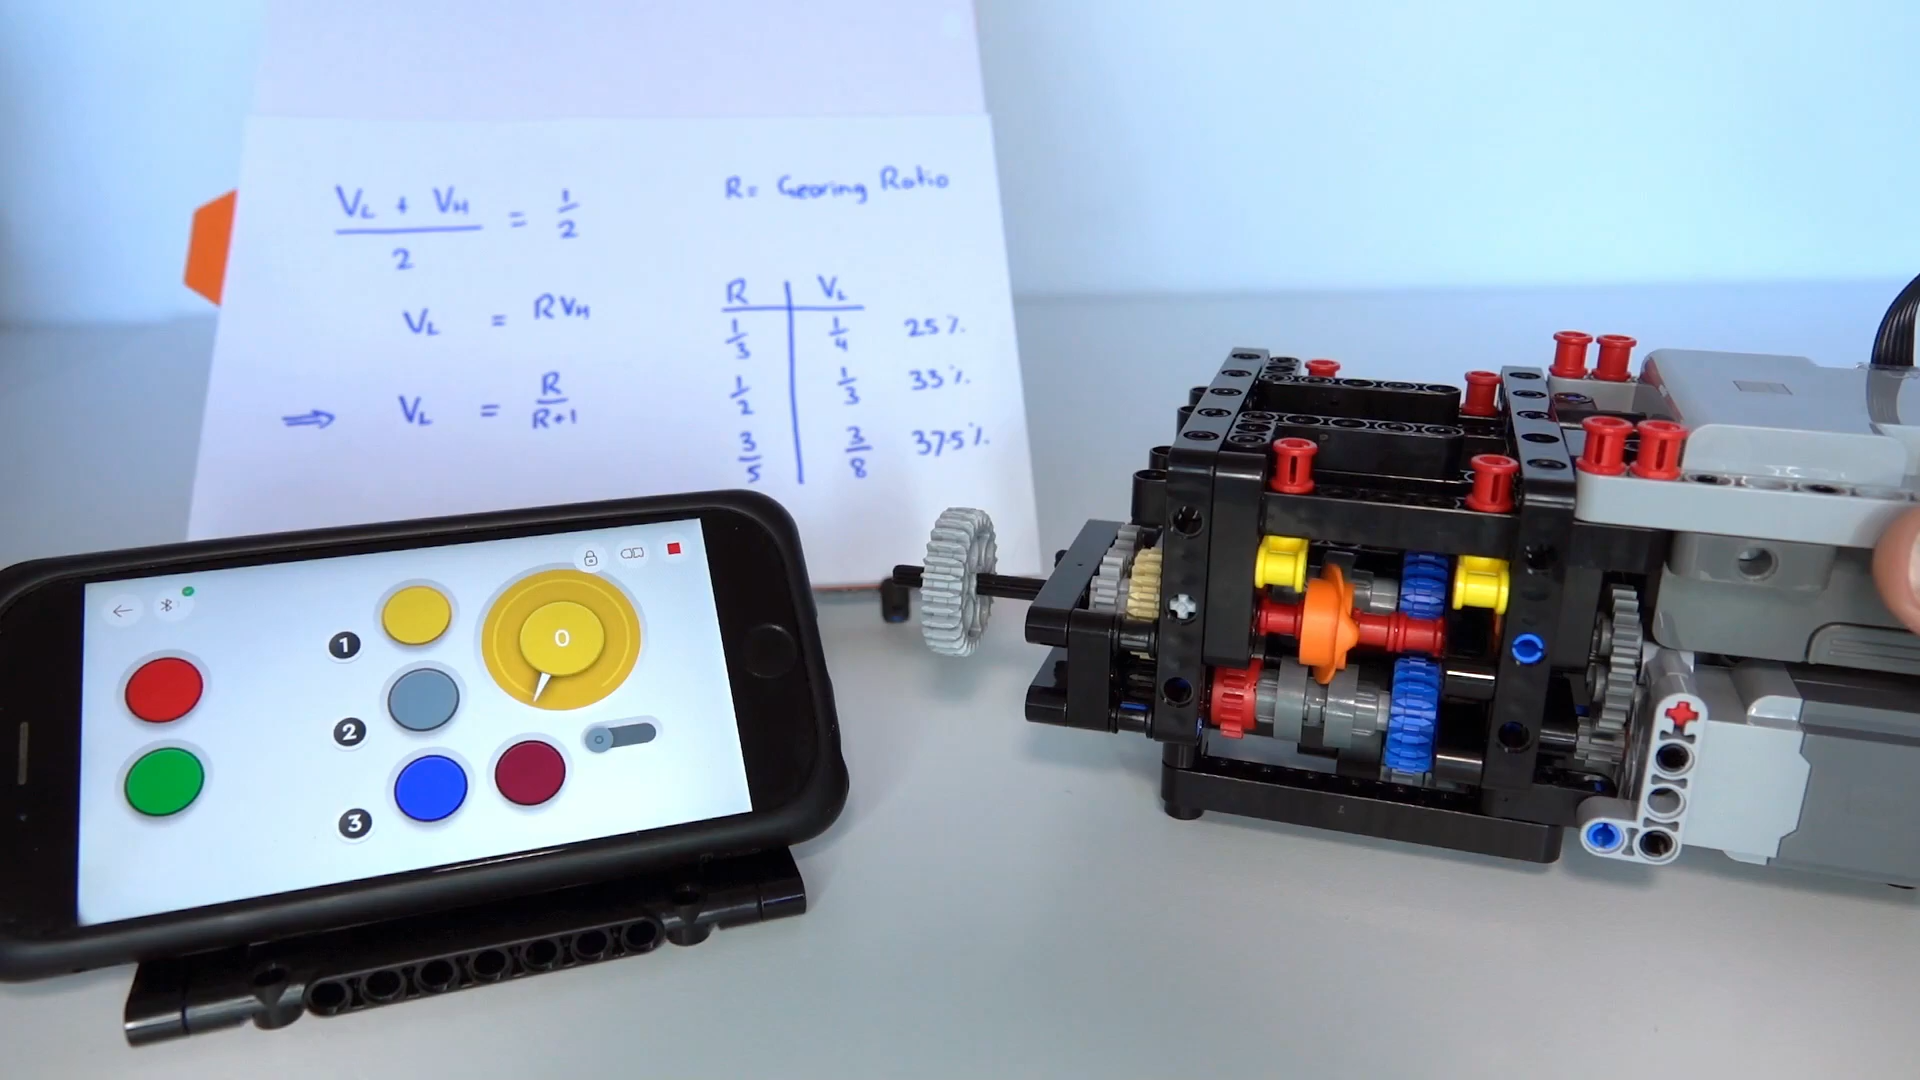 V_L + V_H / 2 = 1/2
V_L = R V_H
⇒ V_L = R / R+1
R = Gearing Ratio
R | V_L
1/3 | 1/4 25%
1/2 | 1/3 33%
3/5 | 3/8 37.5%
0
1
2
3